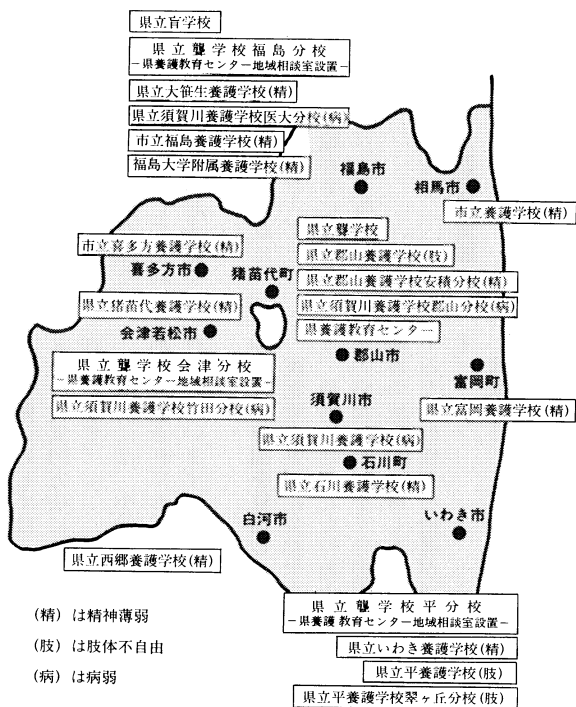 県立盲学校
県立聾学校福島分校
−県養護教育センター地域相談室設置−
県立大笹生養護学校(精)
県立須賀川養護学校医大分校(病)
市立福島養護学校(精)
福島大学附属養護学校(精)
福島市
相馬市
市立養護学校(精)
市立喜多方養護学校(精)
喜多方市
猪苗代町
県立猪苗代養護学校(精)
会津若松市
県立聾学校会津分校
−県養護教育センター地域相談室設置−
県立須賀川養護学校竹田分校(病)
県立聾学校
県立郡山養護学校(肢)
県立郡山養護学校安積分校(精)
県立須賀川養護学校郡山分校(病)
県養護教育センター
郡山市
富岡町
県立富岡養護学校(精)
須賀川市
県立須賀川養護学校(病)
石川町
県立石川養護学校(精)
白河市
県立西郷養護学校(精)
いわき市
県立聾学校平分校
−県養護教育センター地域相談室設置−
県立いわき養護学校(精)
県立平養護学校(肢)
県立平養護学校翠ヶ丘分校(肢)
(精)は精神薄弱
(肢)は肢体不自由
(病)は病弱